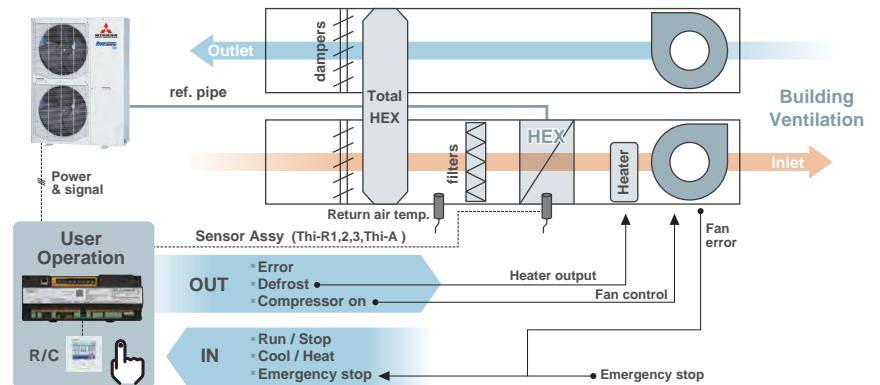 Outlet
dampers
Total
HEX
ref. pipe
Building
Ventilation
HEX
filters
Heater
Inlet
Power
& signal
Return air temp.
Fan
error
User
Operation
Sensor Assy (Thi-R1,2,3,Thi-A )
OUT
▪ Error
▪ Defrost
▪ Compressor on
Heater output
Fan control
R/C
IN
▪ Run / Stop
▪ Cool / Heat
▪ Emergency stop
Emergency stop